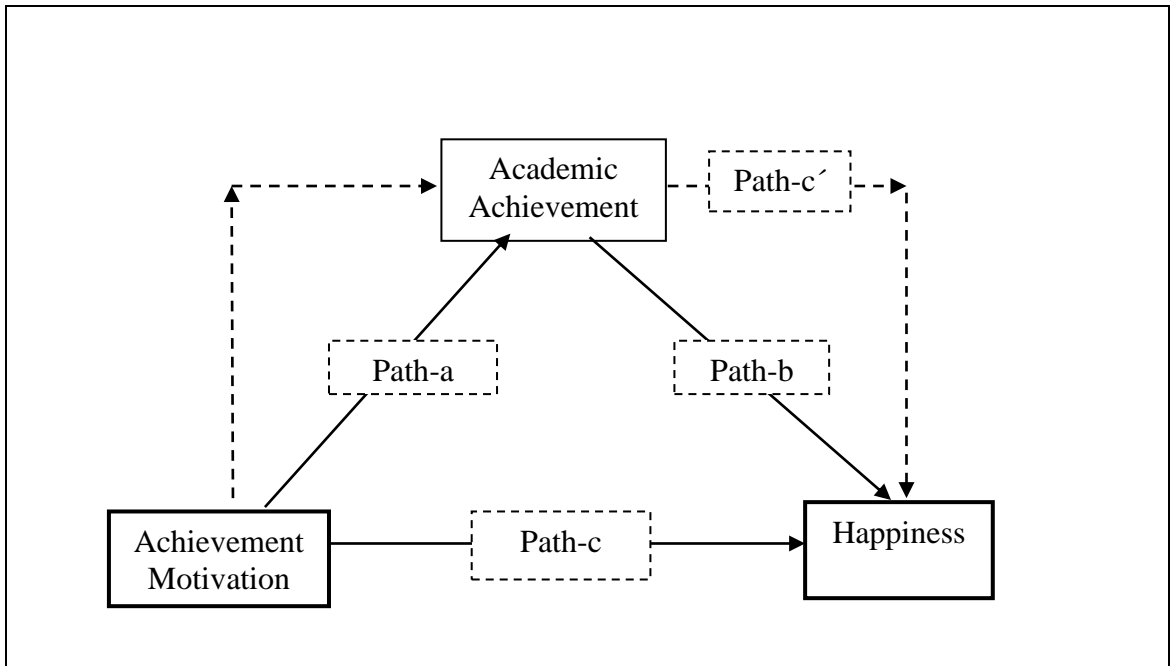 Academic
Achievement
Path-c´
Path-a
Path-b
Achievement
Motivation
Path-c
Happiness